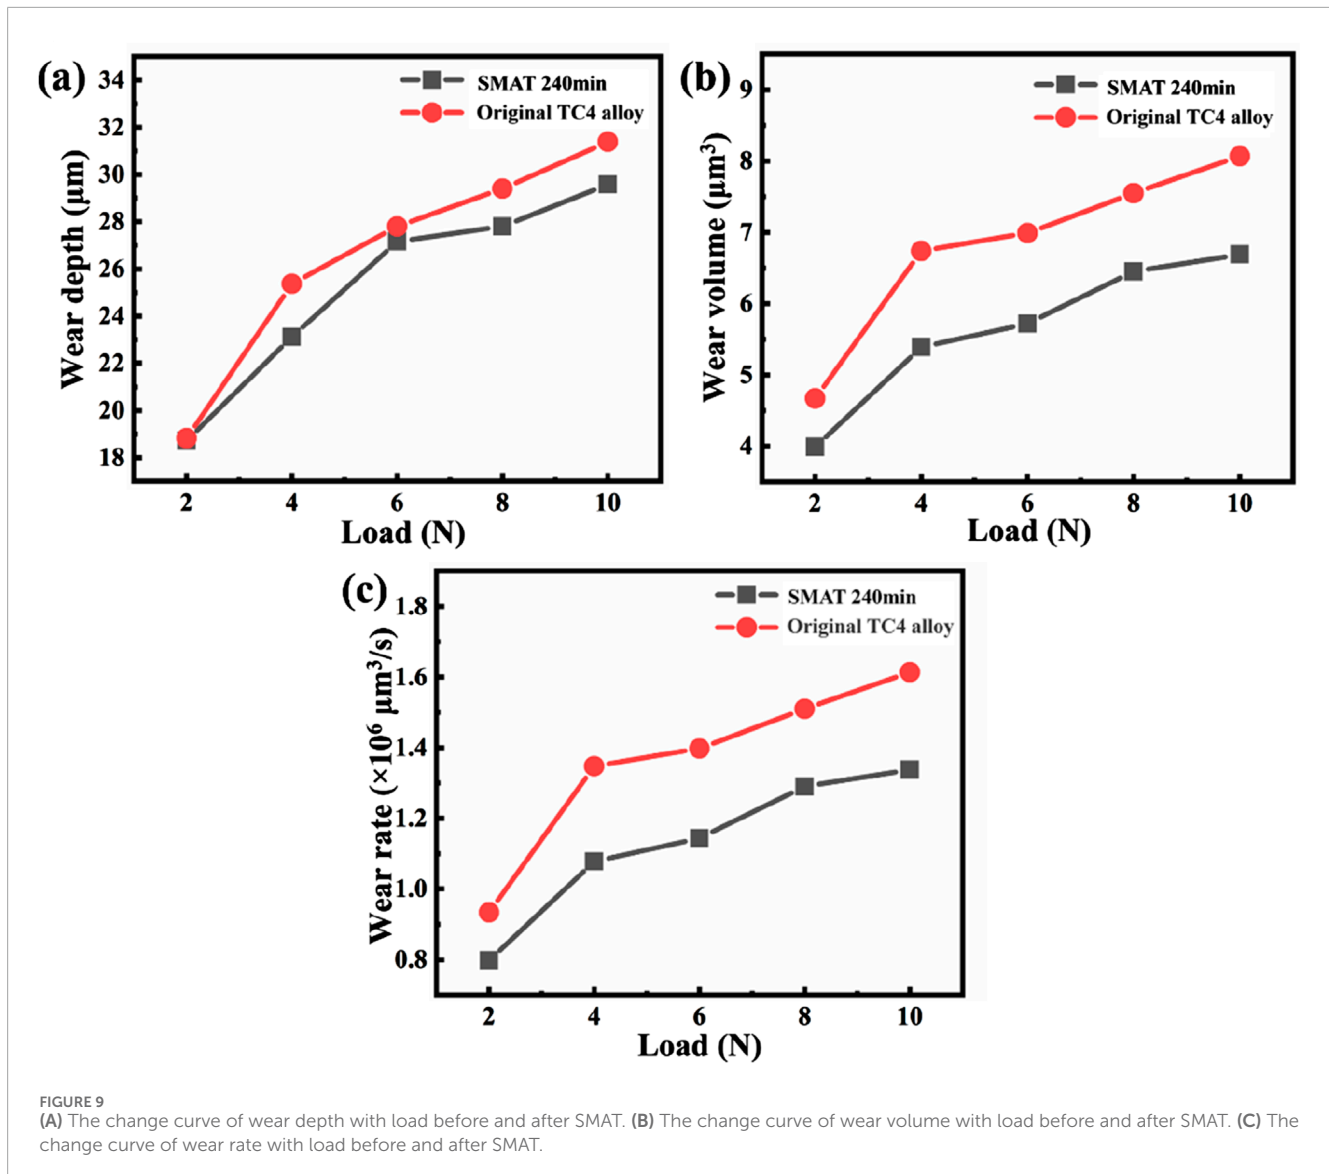 (a)
SMAT 240min
Original TC4 alloy
34
32
30
28
26
24
22
20
18
Wear depth (μm)
2 4 6 8 10
Load (N)
(b)
SMAT 240min
Original TC4 alloy
9
8
7
6
5
4
Wear volume (μm³)
2 4 6 8 10
Load (N)
(c)
SMAT 240min
Original TC4 alloy
1.8
1.6
1.4
1.2
1.0
0.8
Wear rate (×10⁶ μm³/s)
2 4 6 8 10
Load (N)
FIGURE 9
(A) The change curve of wear depth with load before and after SMAT. (B) The change curve of wear volume with load before and after SMAT. (C) The
change curve of wear rate with load before and after SMAT.